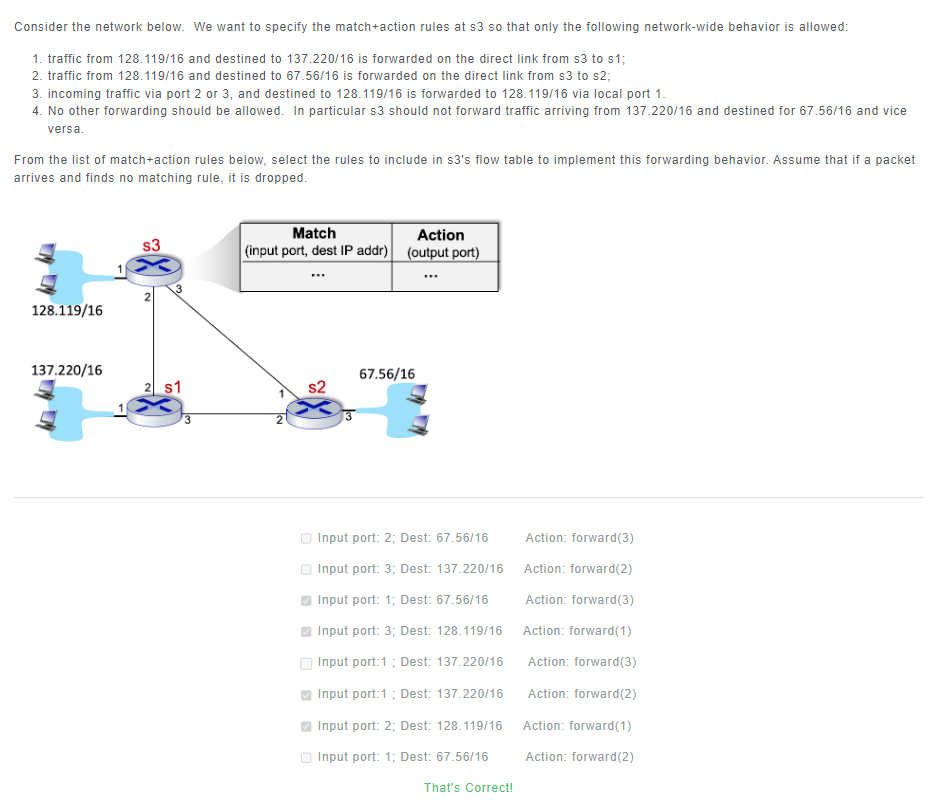 Consider the network below. We want to specify the match+action rules at s3 so that only the following network-wide behavior is allowed:
1. traffic from 128.119/16 and destined to 137.220/16 is forwarded on the direct link from s3 to s1;
2. traffic from 128.119/16 and destined to 67.56/16 is forwarded on the direct link from s3 to s2;
3. incoming traffic via port 2 or 3, and destined to 128.119/16 is forwarded to 128.119/16 via local port 1.
4. No other forwarding should be allowed. In particular s3 should not forward traffic arriving from 137.220/16 and destined for 67.56/16 and vice
versa.
From the list of match+action rules below, select the rules to include in s3's flow table to implement this forwarding behavior. Assume that if a packet
arrives and finds no matching rule, it is dropped.
Match Action
(input port, dest IP addr) (output port)
... ...
s3
1
2 3
128.119/16
137.220/16
67.56/16
2 s1
1
3
s2
1
2
3
Input port: 2; Dest: 67.56/16 Action: forward(3)
Input port: 3; Dest: 137.220/16 Action: forward(2)
Input port: 1; Dest: 67.56/16 Action: forward(3)
Input port: 3; Dest: 128.119/16 Action: forward(1)
Input port:1 ; Dest: 137.220/16 Action: forward(3)
Input port:1 ; Dest: 137.220/16 Action: forward(2)
Input port: 2; Dest: 128.119/16 Action: forward(1)
Input port: 1; Dest: 67.56/16 Action: forward(2)
That's Correct!